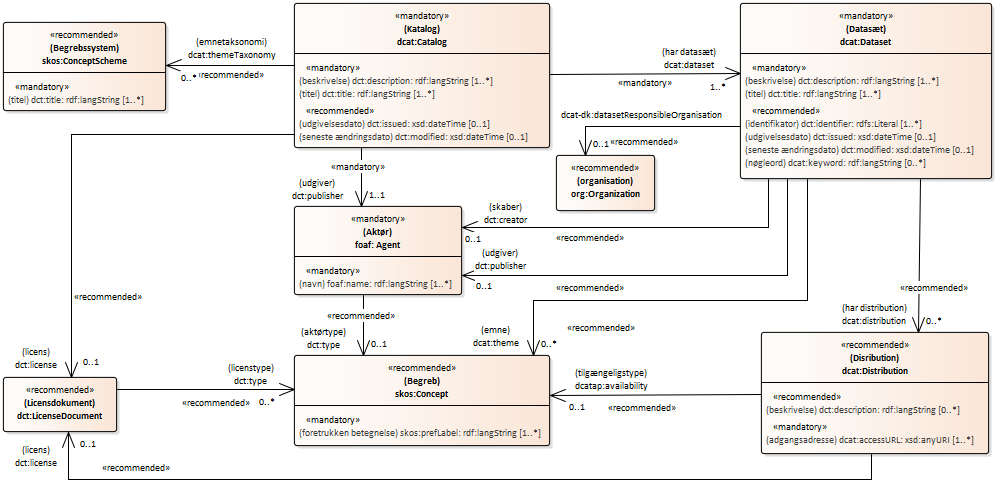 «recommended»
(Begrebssystem)
skos:ConceptScheme
«mandatory»
(titel) dct:title: rdf:langString [1..*]
(emnetaksonomi)
dcat:themeTaxonomy
0..*
«recommended»
«mandatory»
(Katalog)
dcat:Catalog
«mandatory»
(beskrivelse) dct:description: rdf:langString [1..*]
(titel) dct:title: rdf:langString [1..*]
«recommended»
(udgivelsesdato) dct:issued: xsd:dateTime [0..1]
(seneste ændringsdato) dct:modified: xsd:dateTime [0..1]
(har datasæt)
dcat:dataset
«mandatory»
1..*
«mandatory»
(Datasæt)
dcat:Dataset
«mandatory»
(beskrivelse) dct:description: rdf:langString [1..*]
(titel) dct:title: rdf:langString [1..*]
«recommended»
(identifikator) dct:identifier: rdfs:Literal [1..*]
(udgivelsesdato) dct:issued: xsd:dateTime [0..1]
(seneste ændringsdato) dct:modified: xsd:dateTime [0..1]
(nøgleord) dcat:keyword: rdf:langString [0..*]
dcat-dk:datasetResponsibleOrganisation
0..1
«recommended»
«recommended»
(organisation)
org:Organization
«mandatory»
(udgiver)
dct:publisher
1..1
«mandatory»
(Aktør)
foaf: Agent
«mandatory»
(navn) foaf:name: rdf:langString [1..*]
(skaber)
dct:creator
0..1
«recommended»
(udgiver)
dct:publisher
0..1
«recommended»
«recommended»
«recommended»
«recommended»
(aktørtype)
dct:type
0..1
(emne)
dcat:theme
«recommended»
0..*
(har distribution)
dcat:distribution
0..*
(licens)
dct:license
0..1
«recommended»
(Licensdokument)
dct:LicenseDocument
(licenstype)
dct:type
«recommended»
0..*
«recommended»
(Begreb)
skos:Concept
«mandatory»
(foretrukken betegnelse) skos:prefLabel: rdf:langString [1..*]
(tilgængeligstype)
dcatap:availability
0..1
«recommended»
«recommended»
(Disribution)
dcat:Distribution
«recommended»
(beskrivelse) dct:description: rdf:langString [0..*]
«mandatory»
(adgangsadresse) dcat:accessURL: xsd:anyURI [1..*]
(licens)
dct:license
0..1
«recommended»